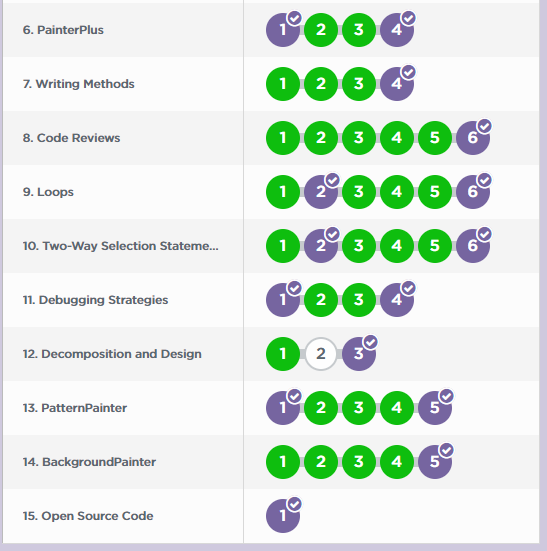 6. PainterPlus 1 2 3 4
7. Writing Methods 1 2 3 4
8. Code Reviews 1 2 3 4 5 6
9. Loops 1 2 3 4 5 6
10. Two-Way Selection Stateme... 1 2 3 4 5 6
11. Debugging Strategies 1 2 3 4
12. Decomposition and Design 1 2 3
13. PatternPainter 1 2 3 4 5
14. BackgroundPainter 1 2 3 4 5
15. Open Source Code 1